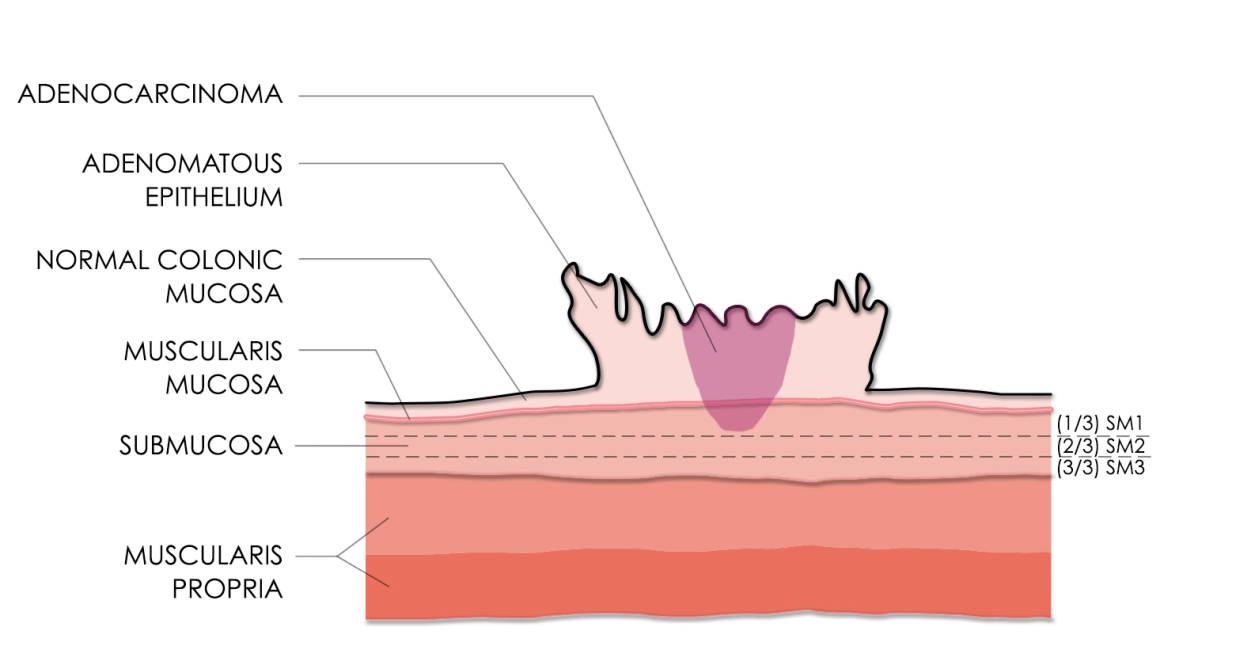 ADENOCARCINOMA
ADENOMATOUS
EPITHELIUM
NORMAL COLONIC
MUCOSA
MUSCULARIS
MUCOSA
SUBMUCOSA
(1/3) SM1
(2/3) SM2
(3/3) SM3
MUSCULARIS
PROPRIA